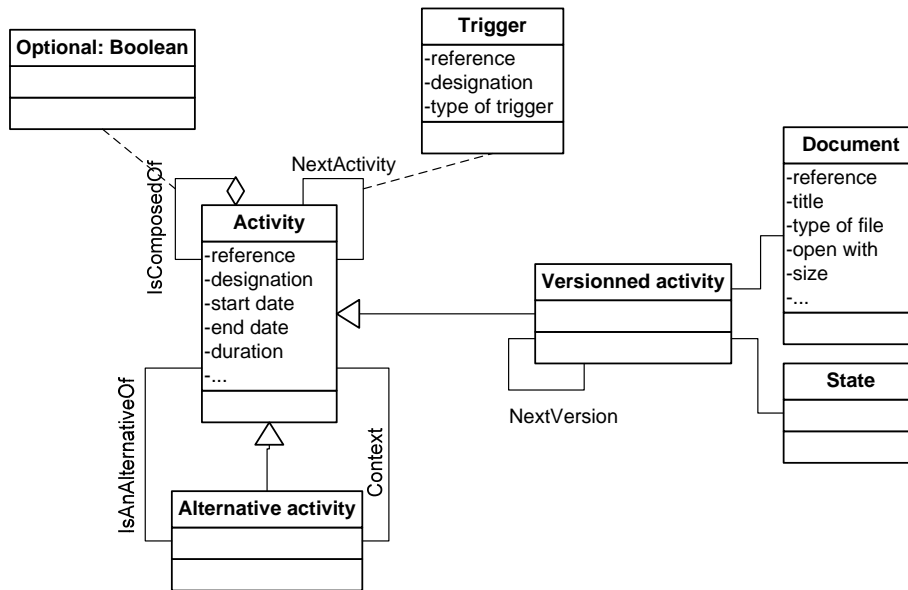 Optional: Boolean
Trigger
-reference
-designation
-type of trigger
NextActivity
IsComposedOf
Activity
-reference
-designation
-start date
-end date
-duration
-...
Document
-reference
-title
-type of file
-open with
-size
-...
Versionned activity
NextVersion
State
IsAnAlternativeOf
Context
Alternative activity